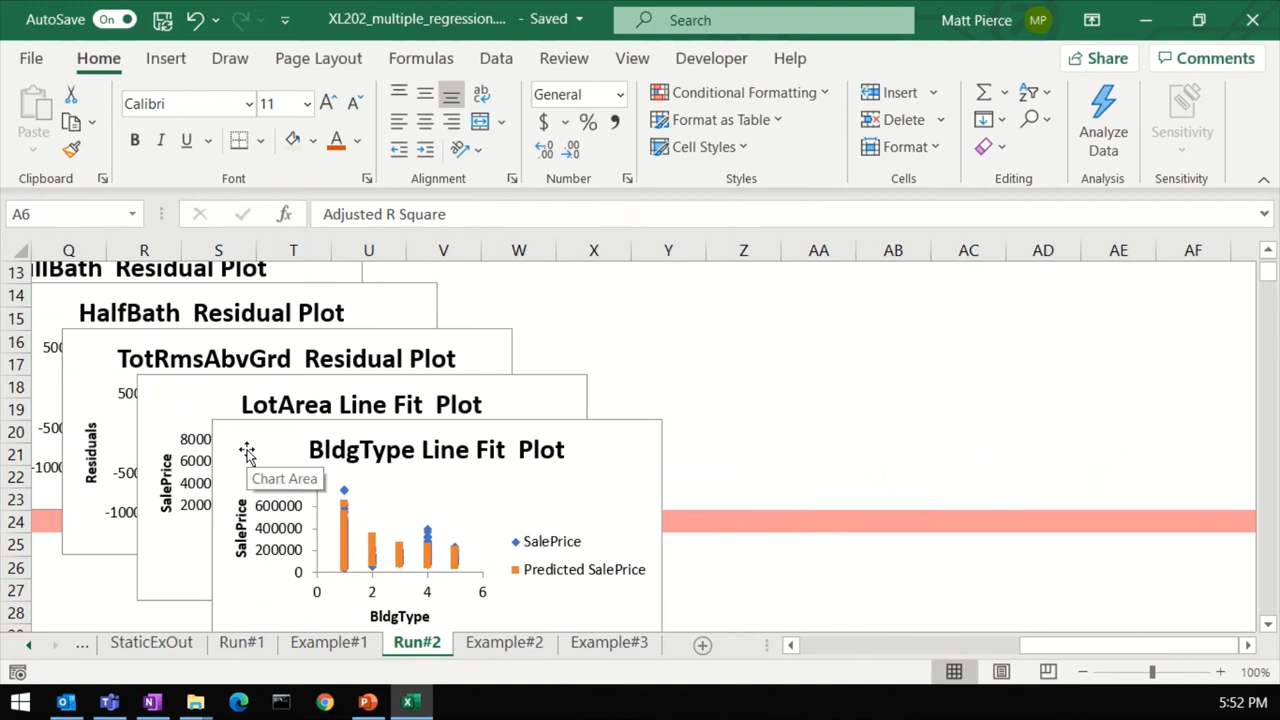 AutoSave On XL202_multiple_regression.... - Saved Search Matt Pierce MP
File Home Insert Draw Page Layout Formulas Data Review View Developer Help Share Comments
Paste Calibri 11 A A ab c General Conditional Formatting Insert Analyze Data Sensitivity
B I U A $ % , Format as Table Delete
Cell Styles Format
Clipboard Font Alignment Number Styles Cells Editing Analysis Sensitivity
A6 fx Adjusted R Square
Q R S T U V W X Y Z AA AB AC AD AE AF
13 llBath Residual Plot
14
15 HalfBath Residual Plot
16 500
17 TotRmsAbvGrd Residual Plot
18 500
19 LotArea Line Fit Plot
20 -500 8000
21 6000 BldgType Line Fit Plot
22 -1000 -500 4000 Chart Area
23 2000 600000
24 -1000 400000 SalePrice
25 200000 Predicted SalePrice
26 0
27 0 2 4 6
28 BldgType
Residuals
SalePrice
SalePrice
... StaticExOut Run#1 Example#1 Run#2 Example#2 Example#3
100%
5:52 PM